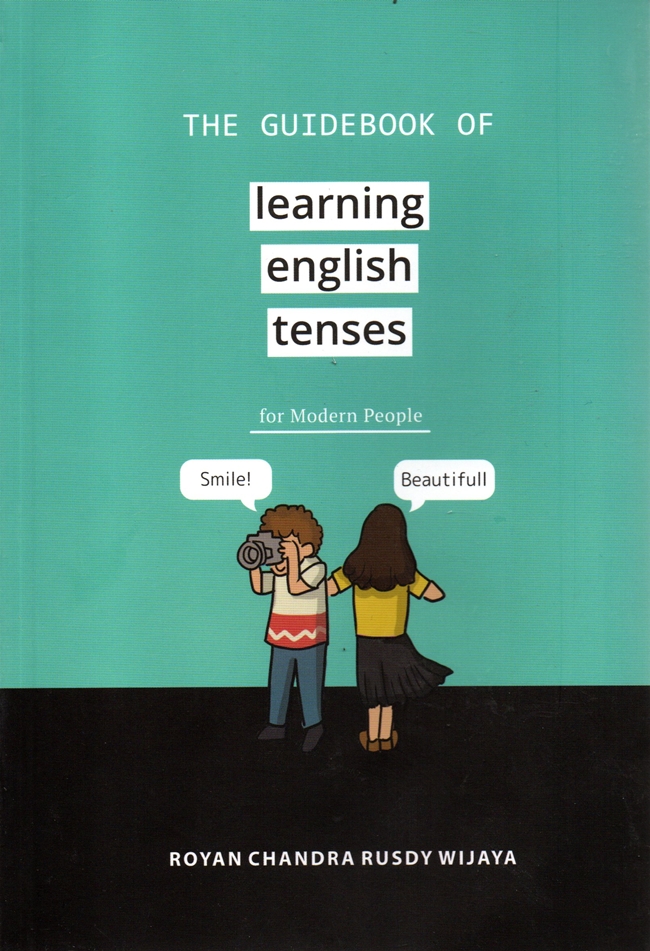 THE GUIDEBOOK OF
learning
english
tenses
for Modern People
Smile!
Beautifull
ROYAN CHANDRA RUSDY WIJAYA